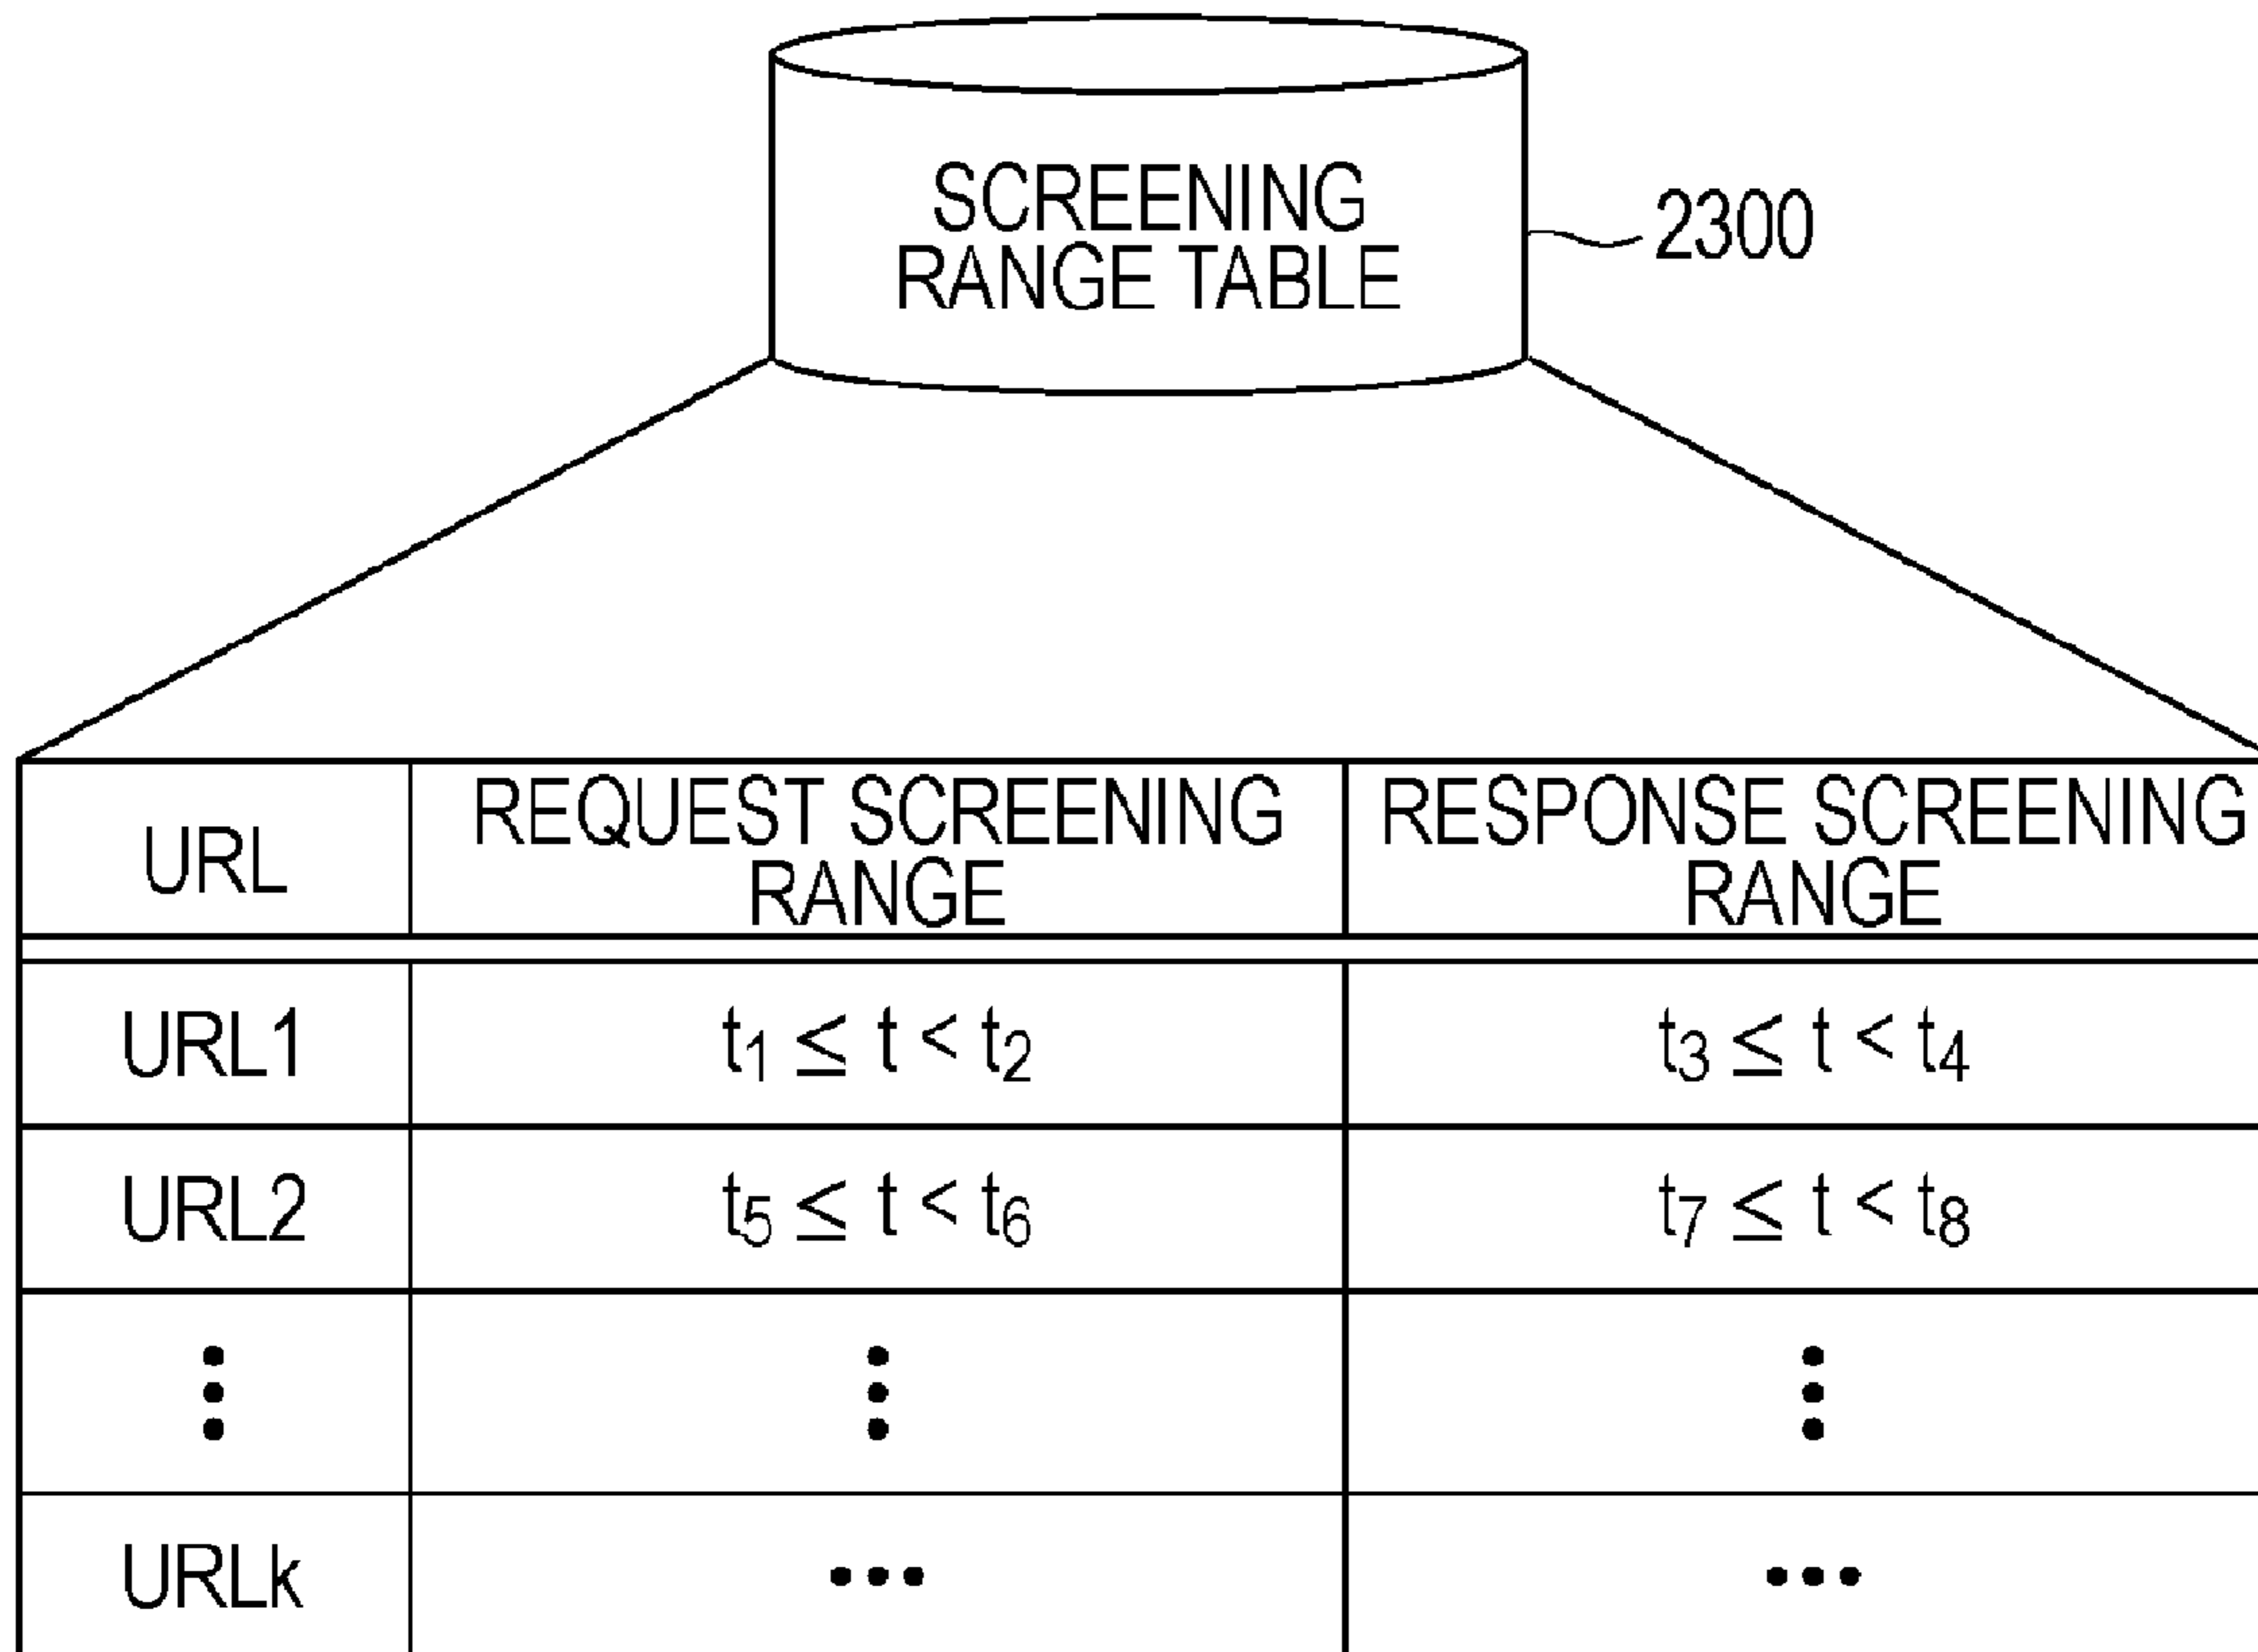 SCREENING
RANGE TABLE
2300
URL
REQUEST SCREENING
RANGE
RESPONSE SCREENING
RANGE
URL1
t₁ ≤ t < t₂
t₃ ≤ t < t₄
URL2
t₅ ≤ t < t₆
t₇ ≤ t < t₈
⋮
⋮
⋮
URLk
•••
•••